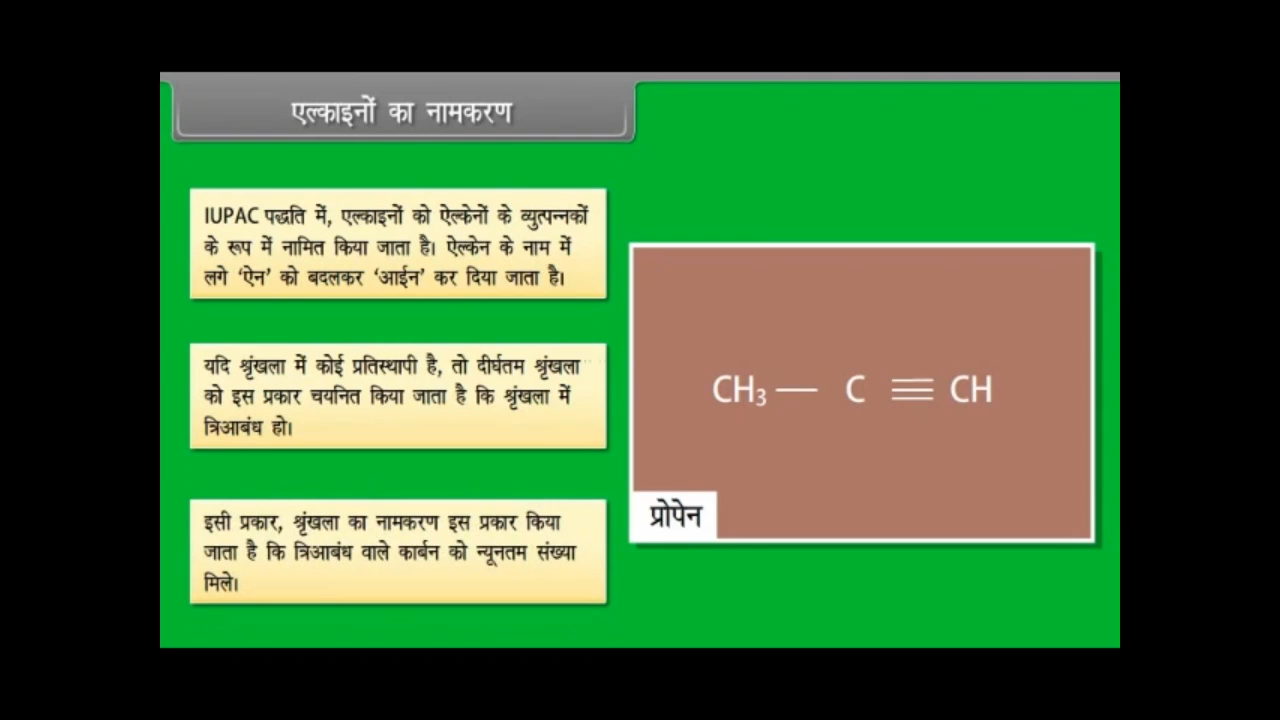 एल्काइनों का नामकरण
IUPAC पद्धति में, एल्काइनों को ऐल्केनों के व्युत्पन्नकों
के रूप में नामित किया जाता है। ऐल्केन के नाम में
लगे ‘ऐन’ को बदलकर ‘आईन’ कर दिया जाता है।
यदि श्रृंखला में कोई प्रतिस्थापी है, तो दीर्घतम श्रृंखला
को इस प्रकार चयनित किया जाता है कि श्रृंखला में
त्रिआबंध हो।
इसी प्रकार, श्रृंखला का नामकरण इस प्रकार किया
जाता है कि त्रिआबंध वाले कार्बन को न्यूनतम संख्या
मिले।
CH₃ — C ≡ CH
प्रोपेन